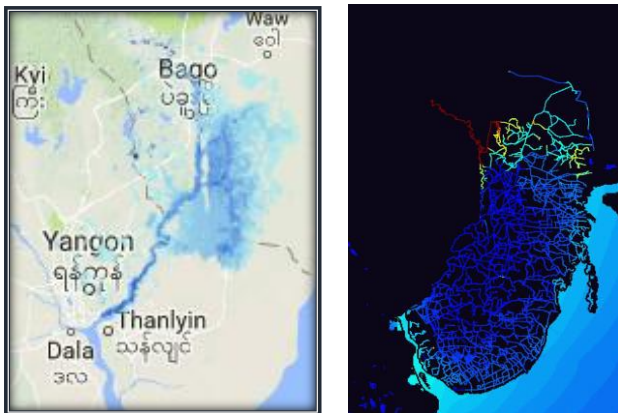 Waw
ဝေါ
Kyi
ကြီး
Bago
ပဲခူး
Yangon
ရန်ကုန်
Thanlyin
သန်လျင်
Dala
ဒလ